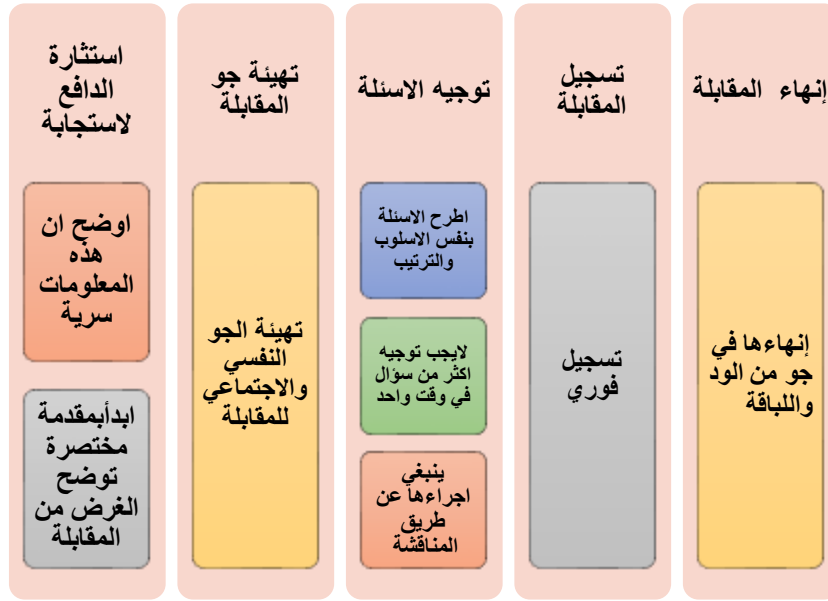 استثارة
الدافع
لاستجابة
اوضح ان
هذه
المعلومات
سرية
ابدأبمقدمة
مختصرة
توضح
الغرض من
المقابلة
تهيئة جو
المقابلة
تهيئة الجو
النفسي
والاجتماعي
للمقابلة
توجيه الاسئلة
اطرح الاسئلة
بنفس الاسلوب
والترتيب
لايجب توجيه
اكثر من سؤال
في وقت واحد
ينبغي
اجراءها عن
طريق
المناقشة
تسجيل
المقابلة
تسجيل
فوري
إنهاء المقابلة
إنهاءها في
جو من الود
واللباقة